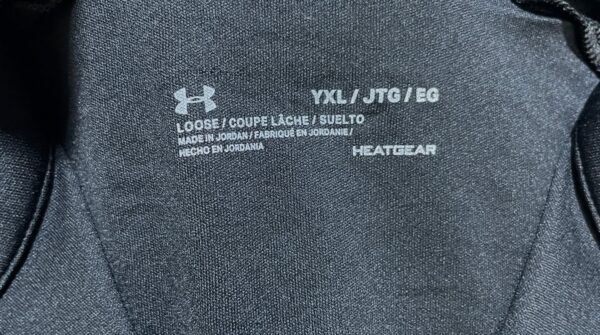 YXL / JTG / EG
LOOSE / COUPE LÂCHE / SUELTO
MADE IN JORDAN / FABRIQUÉ EN JORDANIE /
HECHO EN JORDANIA
HEATGEAR